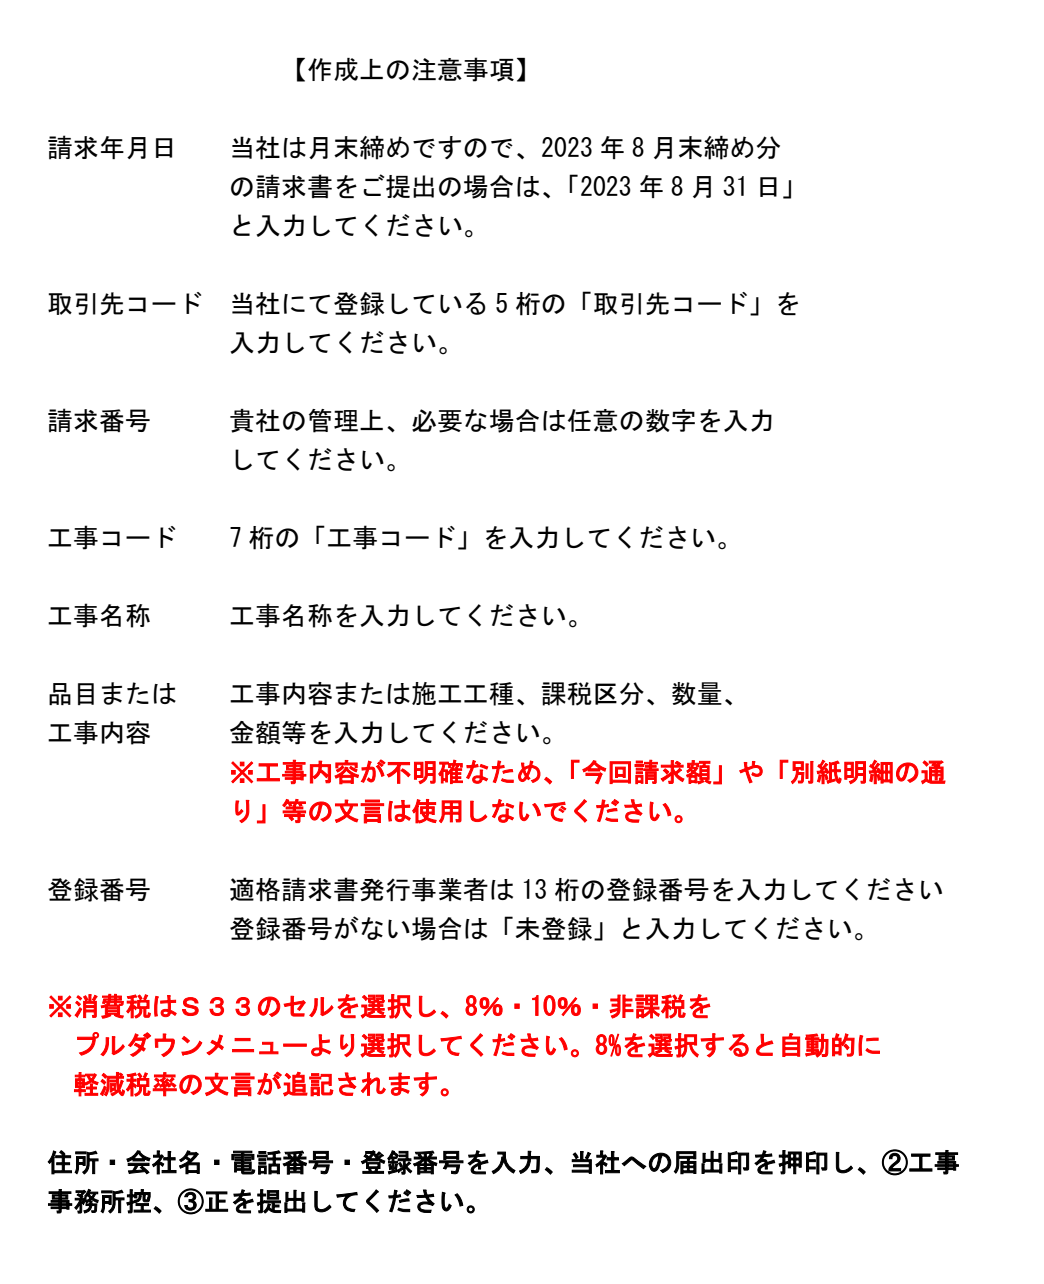 【作成上の注意事項】
請求年月日 当社は月末締めですので、2023 年 8 月末締め分
の請求書をご提出の場合は、「2023 年 8 月 31 日」
と入力してください。
取引先コード 当社にて登録している 5 桁の「取引先コード」を
入力してください。
請求番号 貴社の管理上、必要な場合は任意の数字を入力
してください。
工事コード 7 桁の「工事コード」を入力してください。
工事名称 工事名称を入力してください。
品目または 工事内容または施工工種、課税区分、数量、
工事内容 金額等を入力してください。
※工事内容が不明確なため、「今回請求額」や「別紙明細の通
り」等の文言は使用しないでください。
登録番号 適格請求書発行事業者は 13 桁の登録番号を入力してください
登録番号がない場合は「未登録」と入力してください。
※消費税はＳ３３のセルを選択し、8%・10%・非課税を
プルダウンメニューより選択してください。8%を選択すると自動的に
軽減税率の文言が追記されます。
住所・会社名・電話番号・登録番号を入力、当社への届出印を押印し、②工事
事務所控、③正を提出してください。